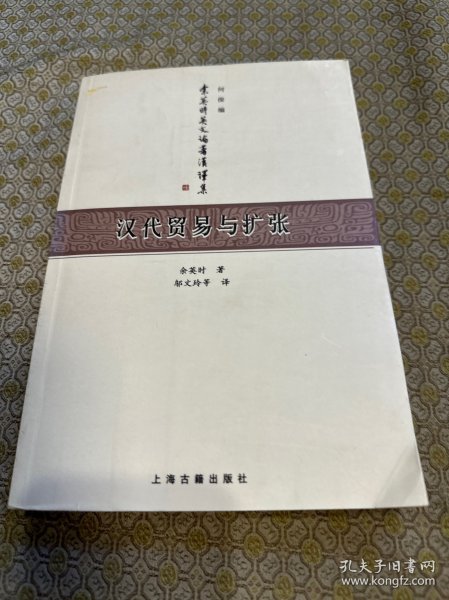 何俊 编
余英时英文论著漢譯集
汉代贸易与扩张
余英时 著
邬文玲等 译
上海古籍出版社
孔夫子旧书网
www.kongfz.com